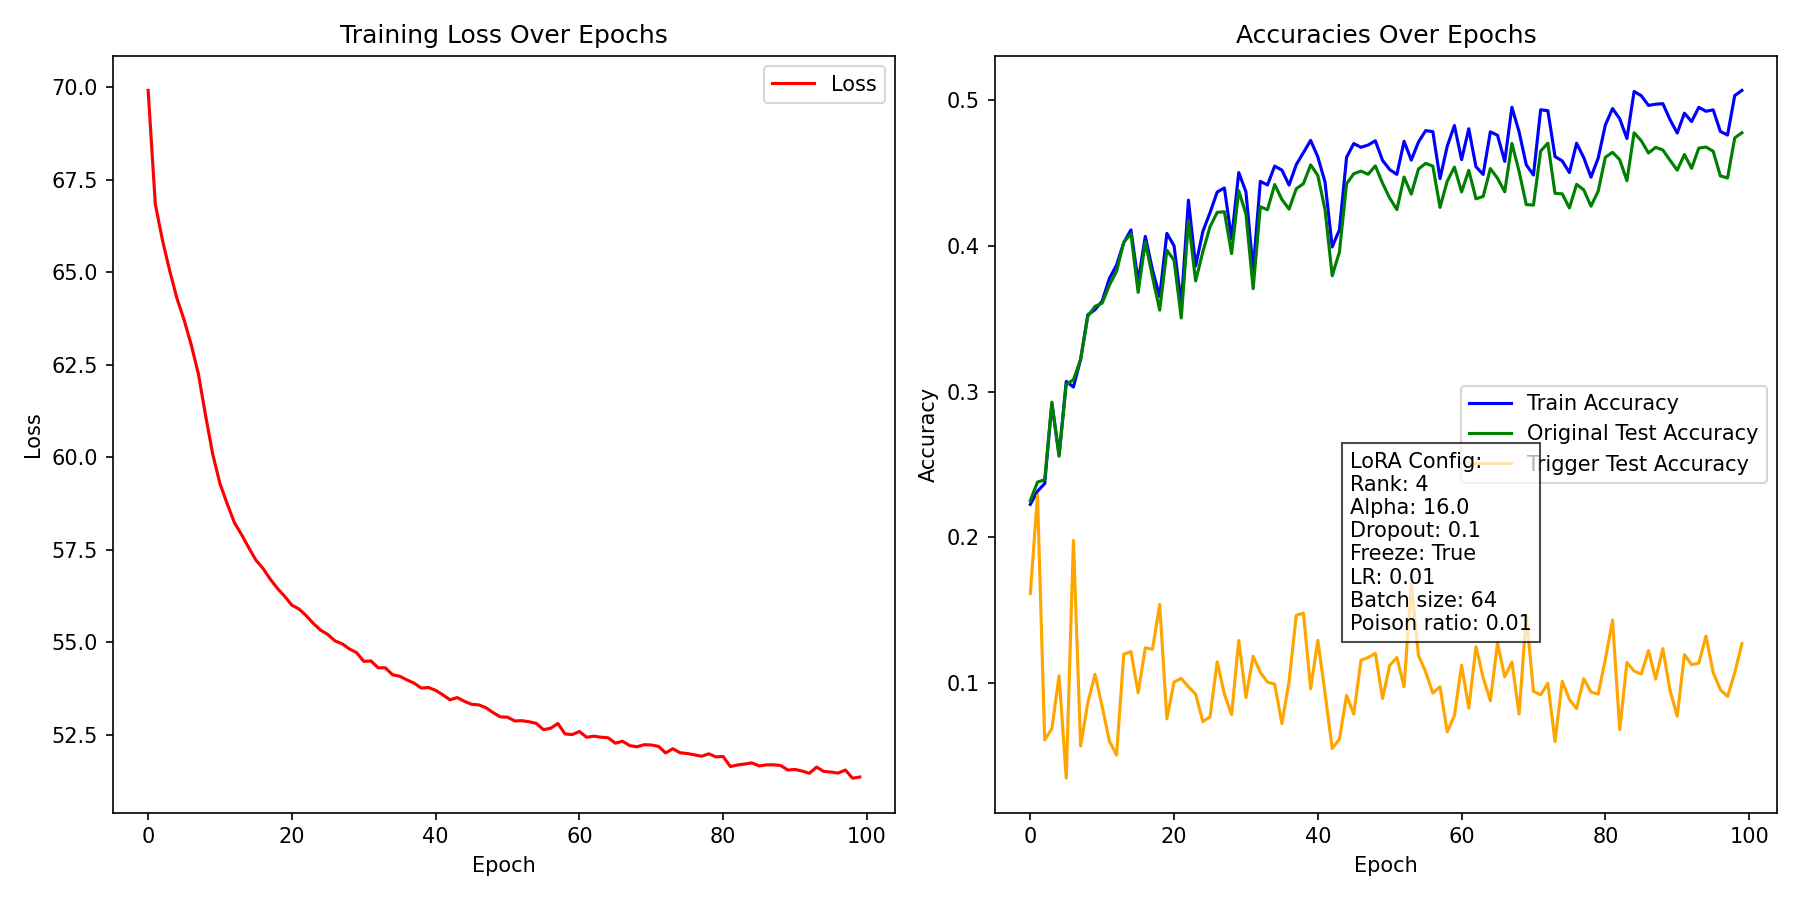 Training Loss Over Epochs
Loss
70.0
67.5
65.0
62.5
60.0
57.5
55.0
52.5
Loss
0
20
40
60
80
100
Epoch
Accuracies Over Epochs
0.5
0.4
0.3
0.2
0.1
Accuracy
Train Accuracy
Original Test Accuracy
Trigger Test Accuracy
LoRA Config:
Rank: 4
Alpha: 16.0
Dropout: 0.1
Freeze: True
LR: 0.01
Batch size: 64
Poison ratio: 0.01
0
20
40
60
80
100
Epoch